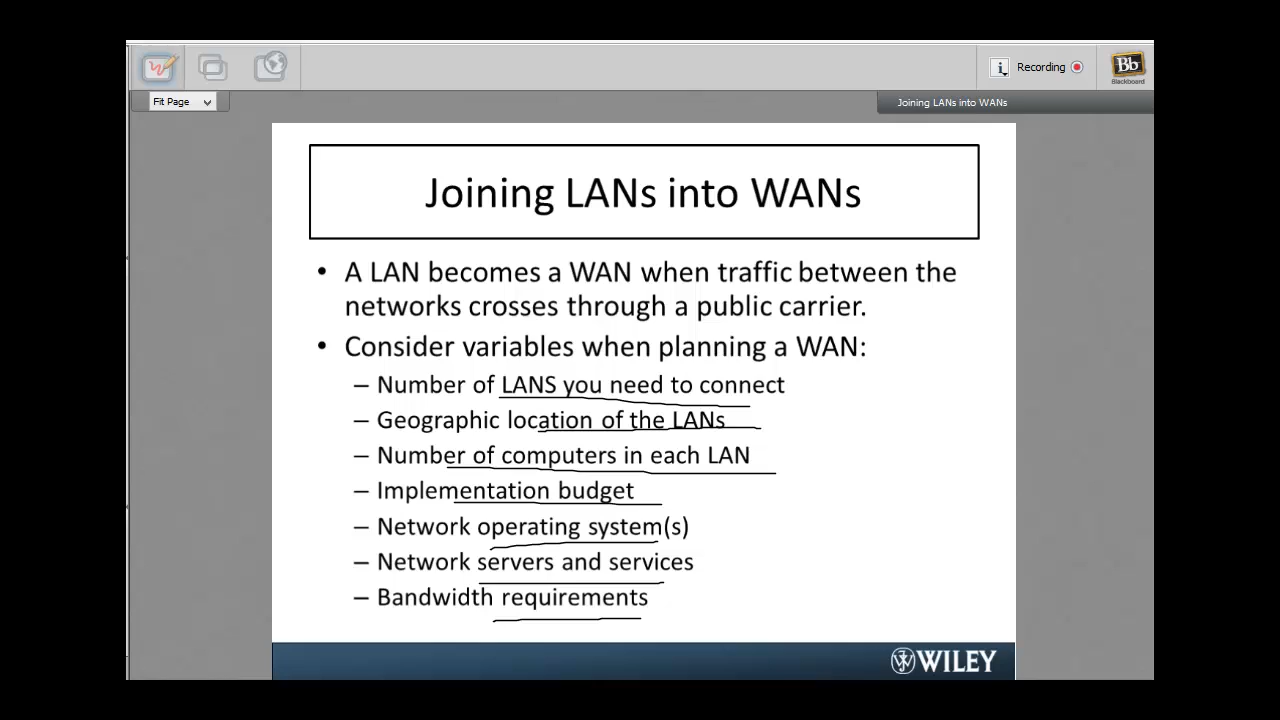 Recording
Bb
Blackboard
Fit Page
Joining LANs into WANs
Joining LANs into WANs
• A LAN becomes a WAN when traffic between the
networks crosses through a public carrier.
• Consider variables when planning a WAN:
– Number of LANS you need to connect
– Geographic location of the LANs
– Number of computers in each LAN
– Implementation budget
– Network operating system(s)
– Network servers and services
– Bandwidth requirements
WILEY